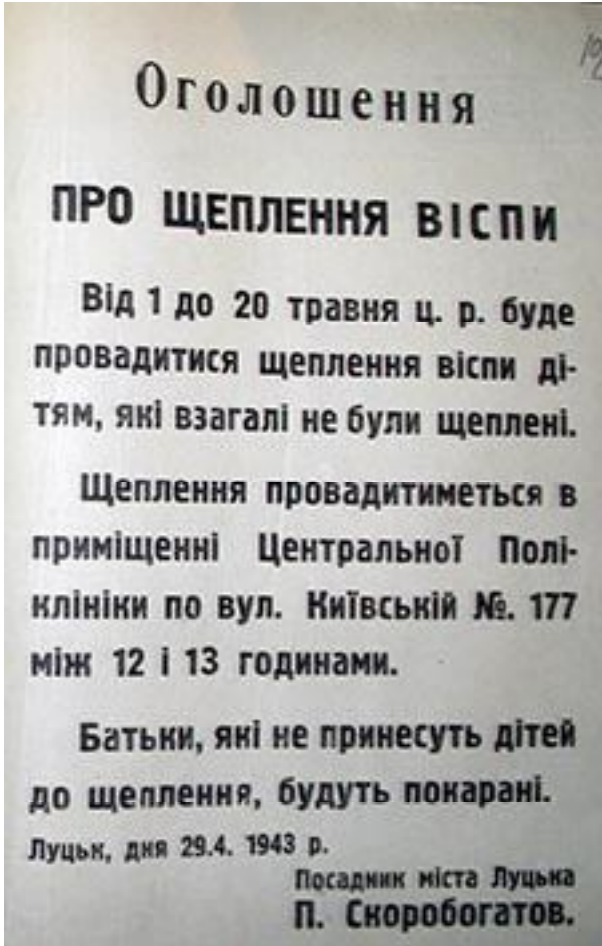 Оголошення
ПРО ЩЕПЛЕННЯ ВІСПИ
Від 1 до 20 травня ц. р. буде
провадитися щеплення віспи ді-
тям, які взагалі не були щеплені.
Щеплення провадитиметься в
приміщенні Центральної Полі-
клініки по вул. Київській №. 177
між 12 і 13 годинами.
Батьки, які не принесуть дітей
до щеплення, будуть покарані.
Луцьк, дня 29.4. 1943 р.
Посадник міста Луцька
П. Скоробогатов.